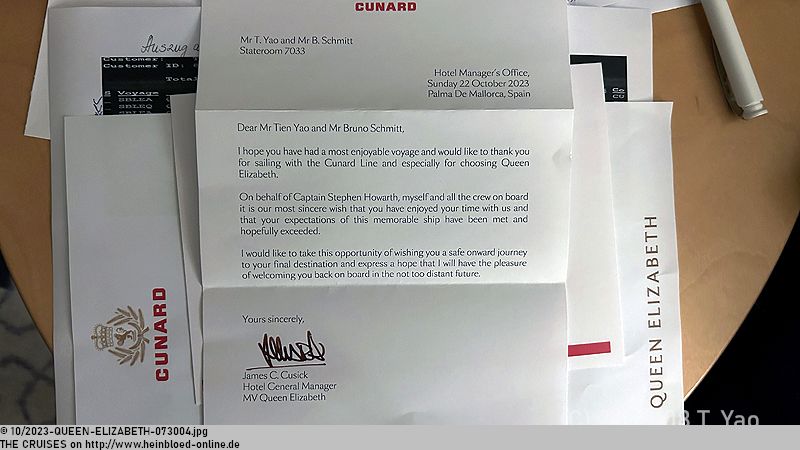 CUNARD
Mr T. Yao and Mr B. Schmitt
Stateroom 7033
Hotel Manager's Office,
Sunday 22 October 2023
Palma De Mallorca, Spain
Dear Mr Tien Yao and Mr Bruno Schmitt,
I hope you have had a most enjoyable voyage and would like to thank you
for sailing with the Cunard Line and especially for choosing Queen
Elizabeth.
On behalf of Captain Stephen Howarth, myself and all the crew on board
it is our most sincere wish that you have enjoyed your time with us and
that your expectations of this memorable ship have been met and
hopefully exceeded.
I would like to take this opportunity of wishing you a safe onward journey
to your final destination and express a hope that I will have the pleasure
of welcoming you back on board in the not too distant future.
Yours sincerely,
James C. Cusick
Hotel General Manager
MV Queen Elizabeth
Auszug
Customer:
Customer ID:
Total
S Voyage
SBLEA
SBLEQ
CUNARD
QUEEN ELIZABETH
T. Yao
© 10/2023-QUEEN-ELIZABETH-073004.jpg
THE CRUISES on http://www.heinbloed-online.de